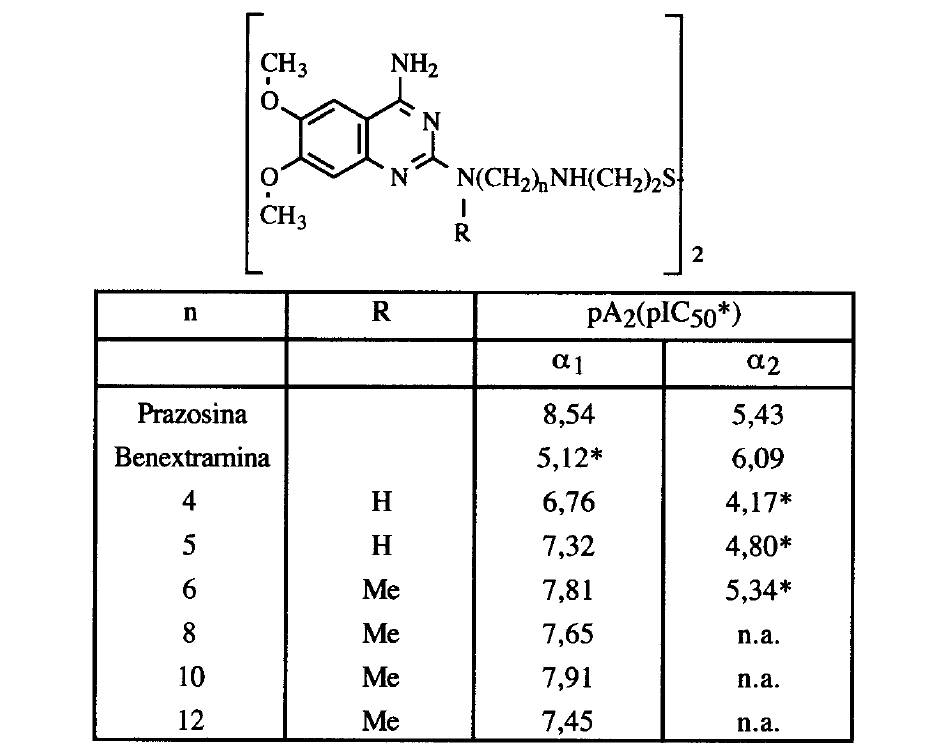 CH₃
NH₂
O
N
O
N
N(CH₂)ₙNH(CH₂)₂S
CH₃
R
2
n R pA₂(pIC₅₀*)
α₁ α₂
Prazosina 8,54 5,43
Benextramina 5,12* 6,09
4 H 6,76 4,17*
5 H 7,32 4,80*
6 Me 7,81 5,34*
8 Me 7,65 n.a.
10 Me 7,91 n.a.
12 Me 7,45 n.a.